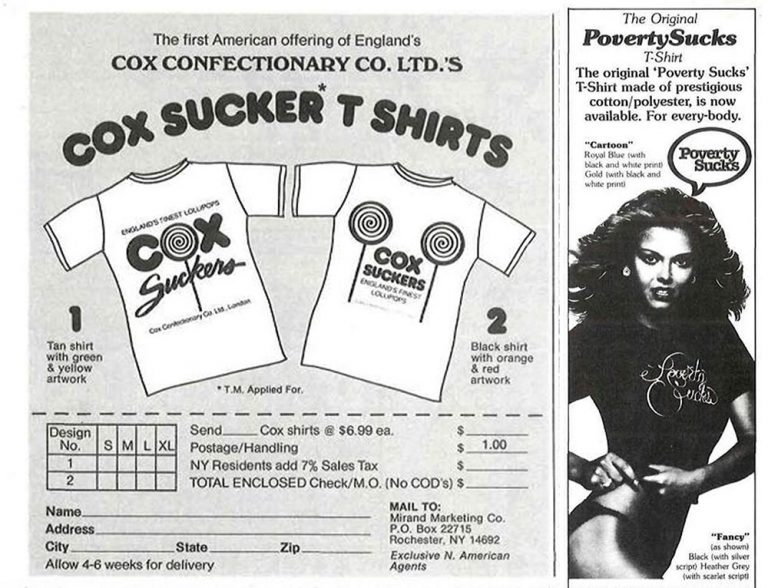 The first American offering of England's
COX CONFECTIONARY CO. LTD.'S
COX SUCKER* T SHIRTS
ENGLAND'S FINEST LOLLIPOPS
COX
Suckers
Cox Confectionary Co. Ltd., London
COX
SUCKERS
ENGLAND'S FINEST
LOLLIPOPS
1
Tan shirt
with green
& yellow
artwork
2
Black shirt
with orange
& red
artwork
* T.M. Applied For.
Design No. S M L XL
1
2
Send Cox shirts @ $6.99 ea. $
Postage/Handling $ 1.00
NY Residents add 7% Sales Tax $
TOTAL ENCLOSED Check/M.O. (No COD's) $
Name
Address
City State Zip
Allow 4-6 weeks for delivery
MAIL TO:
Mirand Marketing Co.
P.O. Box 22715
Rochester, NY 14692
Exclusive N. American
Agents
The Original
PovertySucks
T-Shirt
The original 'Poverty Sucks'
T-Shirt made of prestigious
cotton/polyester, is now
available. For every-body.
"Cartoon"
Royal Blue (with
black and white print)
Gold (with black and
white print)
Poverty
Sucks
Poverty
Sucks
"Fancy"
(as shown)
Black (with silver
script) Heather Grey
(with scarlet script)